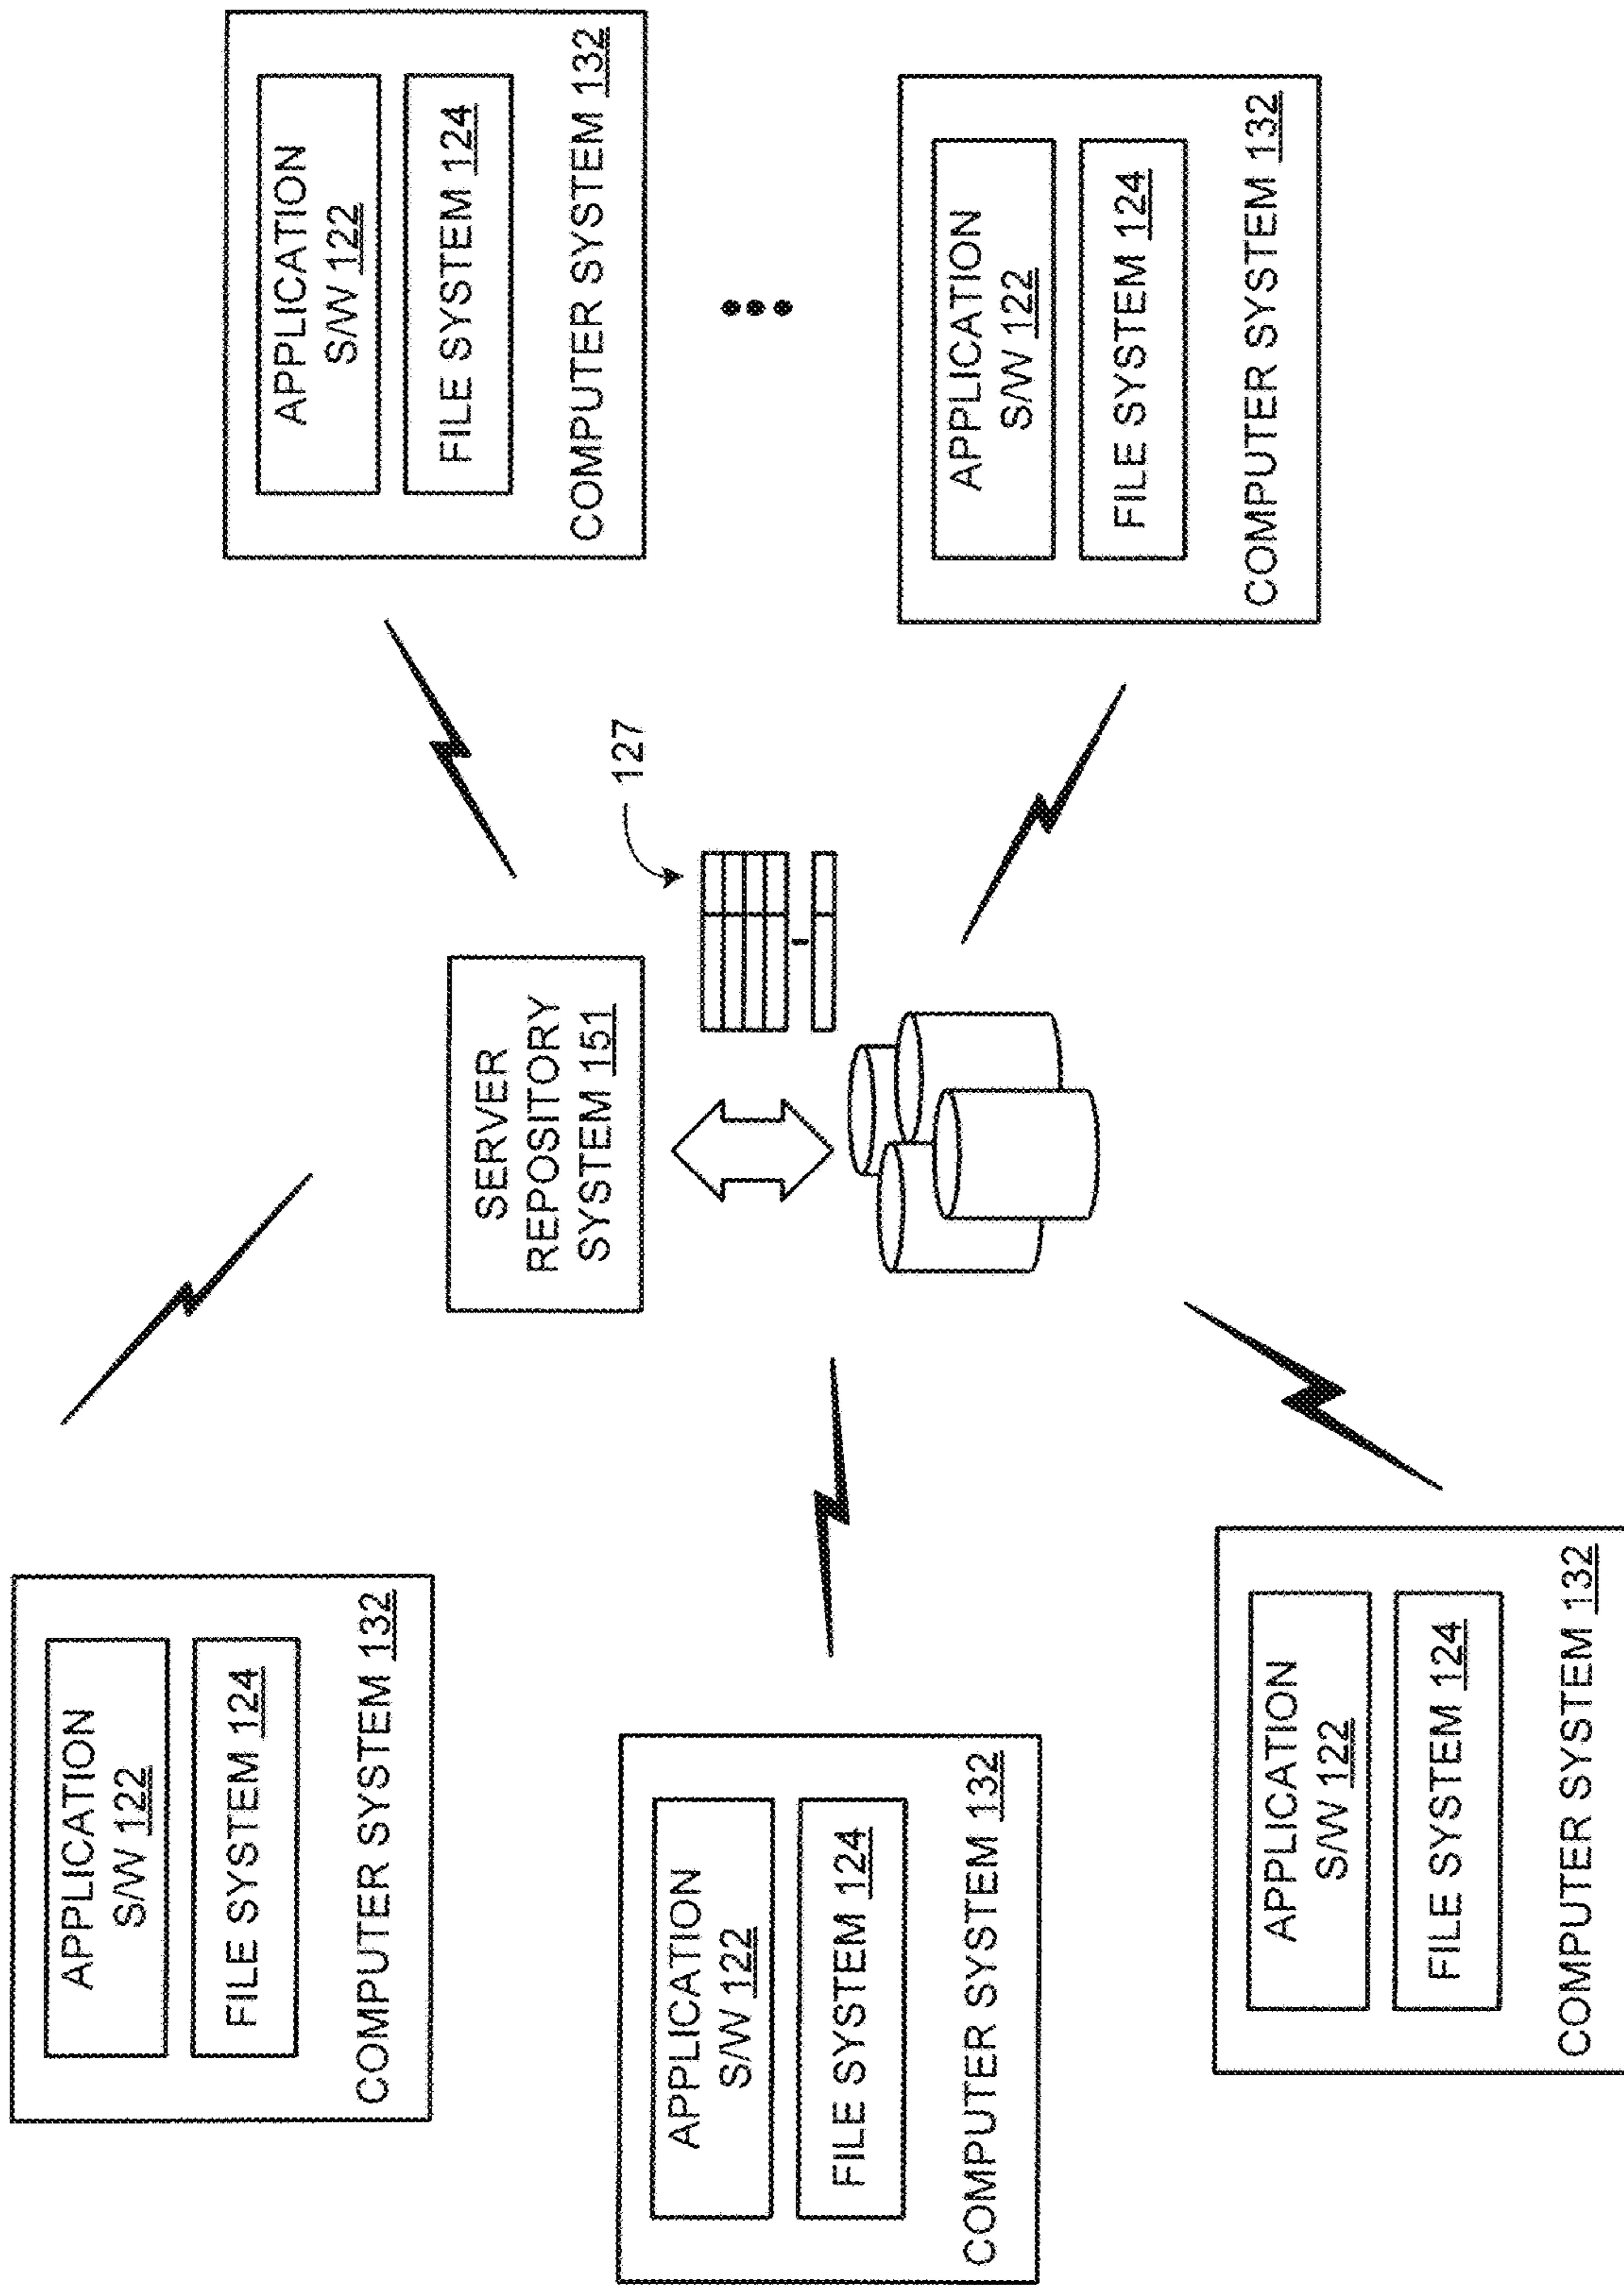 APPLICATION
S/W 122
FILE SYSTEM 124
COMPUTER SYSTEM 132
APPLICATION
S/W 122
FILE SYSTEM 124
COMPUTER SYSTEM 132
SERVER
REPOSITORY
SYSTEM 151
127
APPLICATION
S/W 122
FILE SYSTEM 124
COMPUTER SYSTEM 132
APPLICATION
S/W 122
FILE SYSTEM 124
COMPUTER SYSTEM 132
APPLICATION
S/W 122
FILE SYSTEM 124
COMPUTER SYSTEM 132